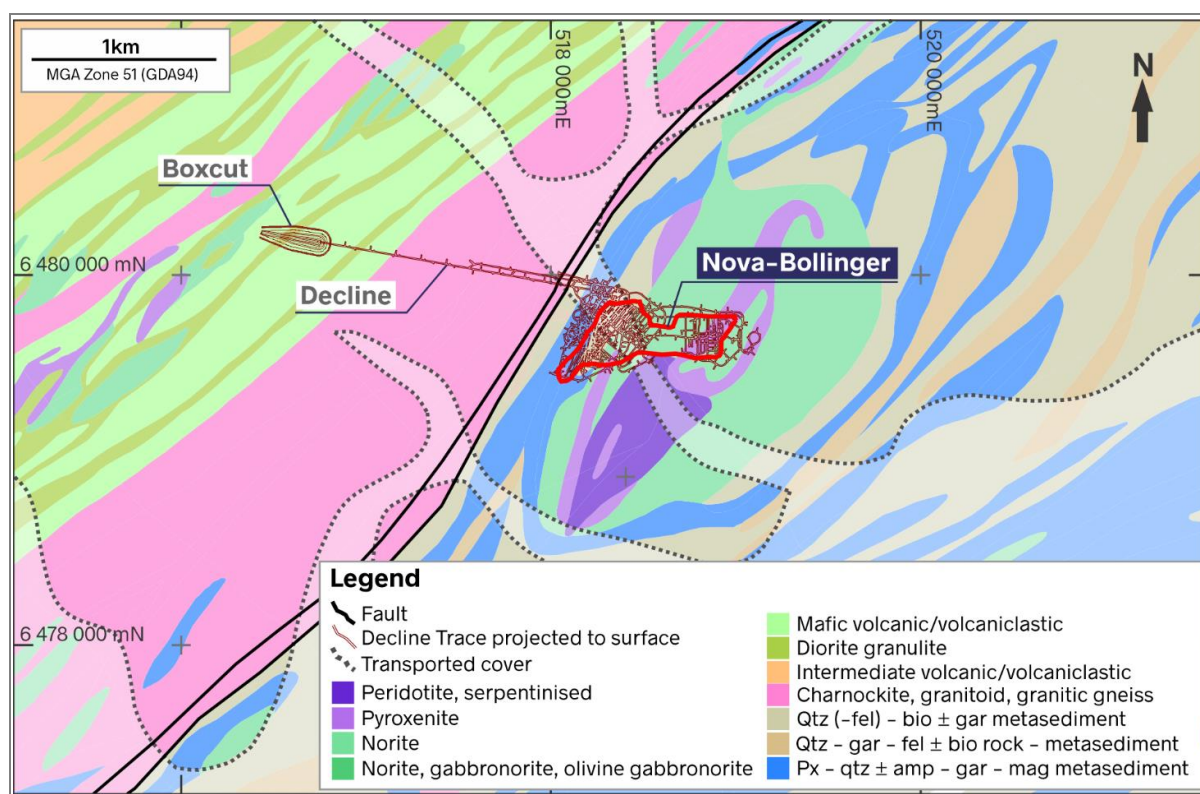 1km
MGA Zone 51 (GDA94)
518 000mE
520 000mE
N
Boxcut
6 480 000 mN
Decline
Nova-Bollinger
6 478 000 mN
Legend
Fault
Decline Trace projected to surface
Transported cover
Peridotite, serpentinised
Pyroxenite
Norite
Norite, gabbronorite, olivine gabbronorite
Mafic volcanic/volcaniclastic
Diorite granulite
Intermediate volcanic/volcaniclastic
Charnockite, granitoid, granitic gneiss
Qtz (-fel) - bio ± gar metasediment
Qtz - gar - fel ± bio rock - metasediment
Px - qtz ± amp - gar - mag metasediment